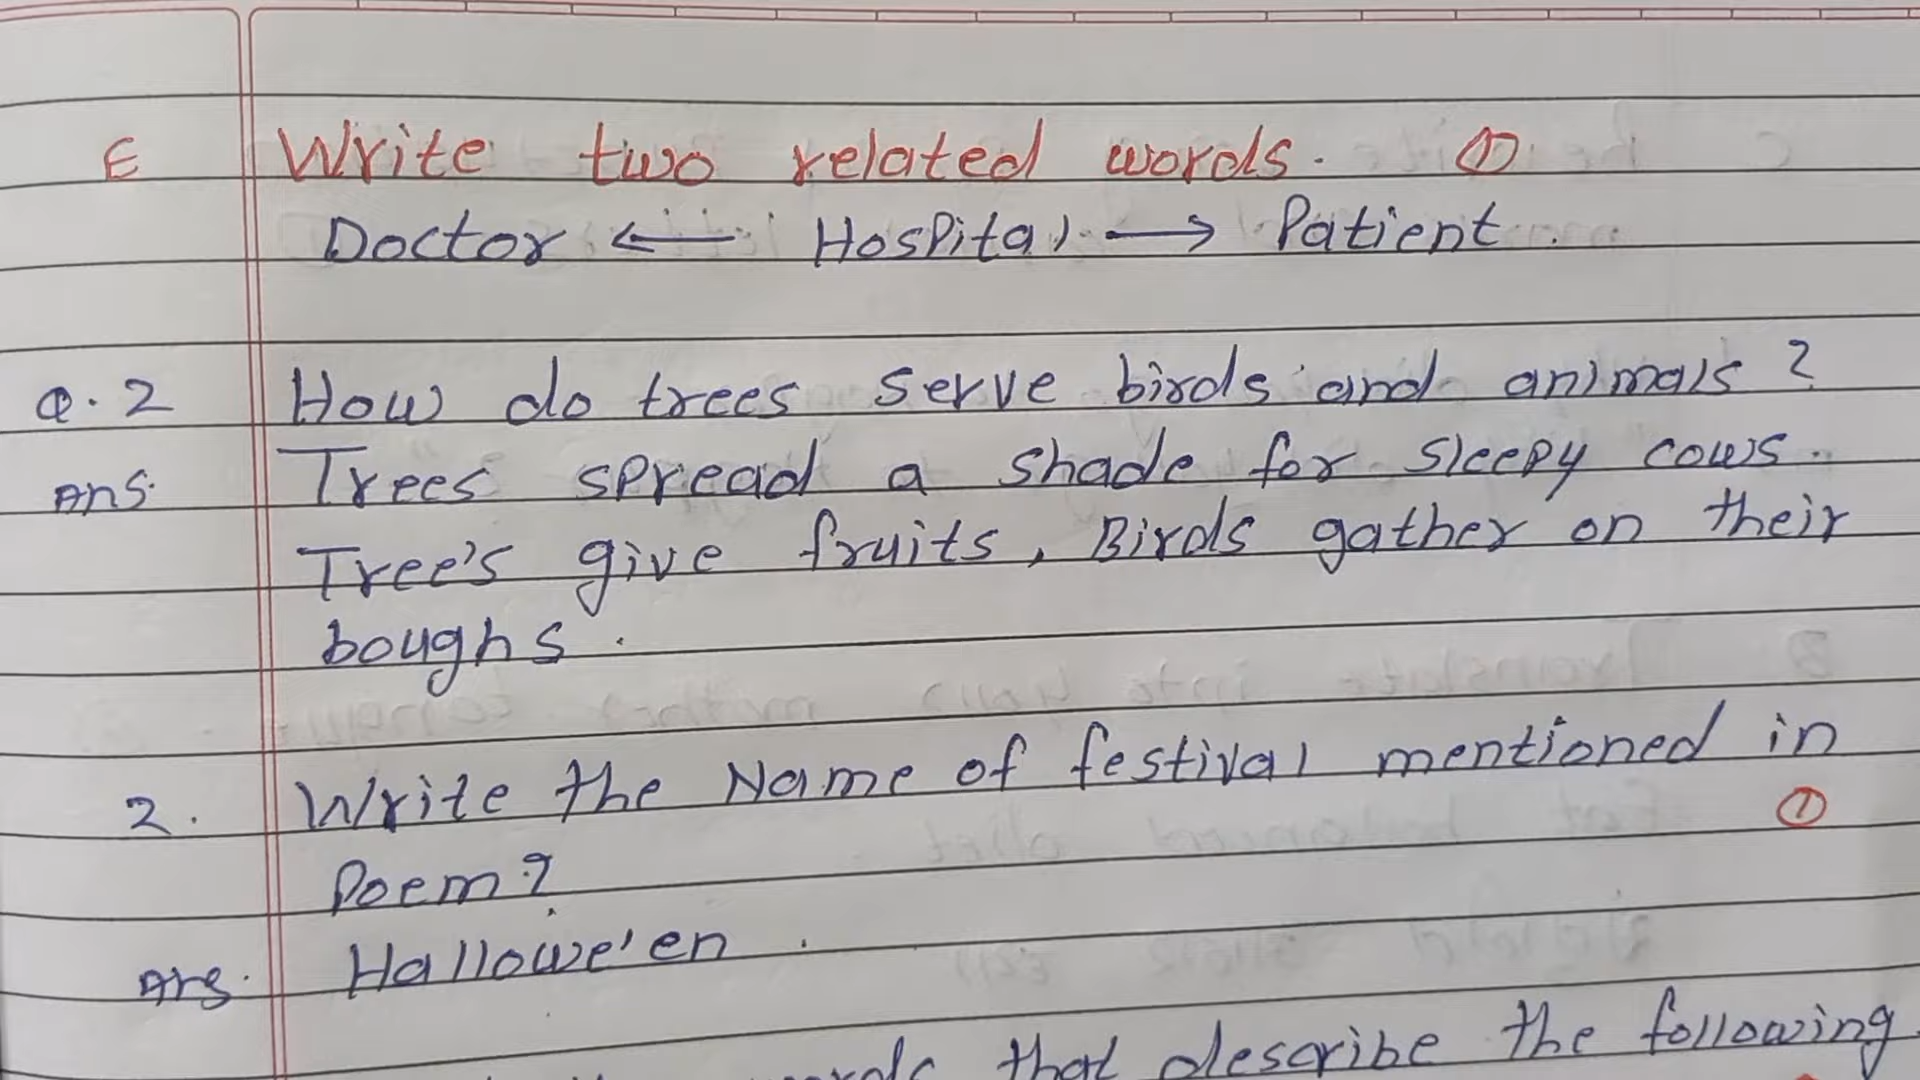 E Write two related words. ①
Doctor ← Hospital → Patient.
Q.2 How do trees serve birds and animals?
Ans. Trees spread a shade for sleepy cows.
Tree's give fruits, Birds gather on their
boughs.
2. Write the Name of festival mentioned in
①
Poem?
Ans. Hallowe'en.
that describe the following